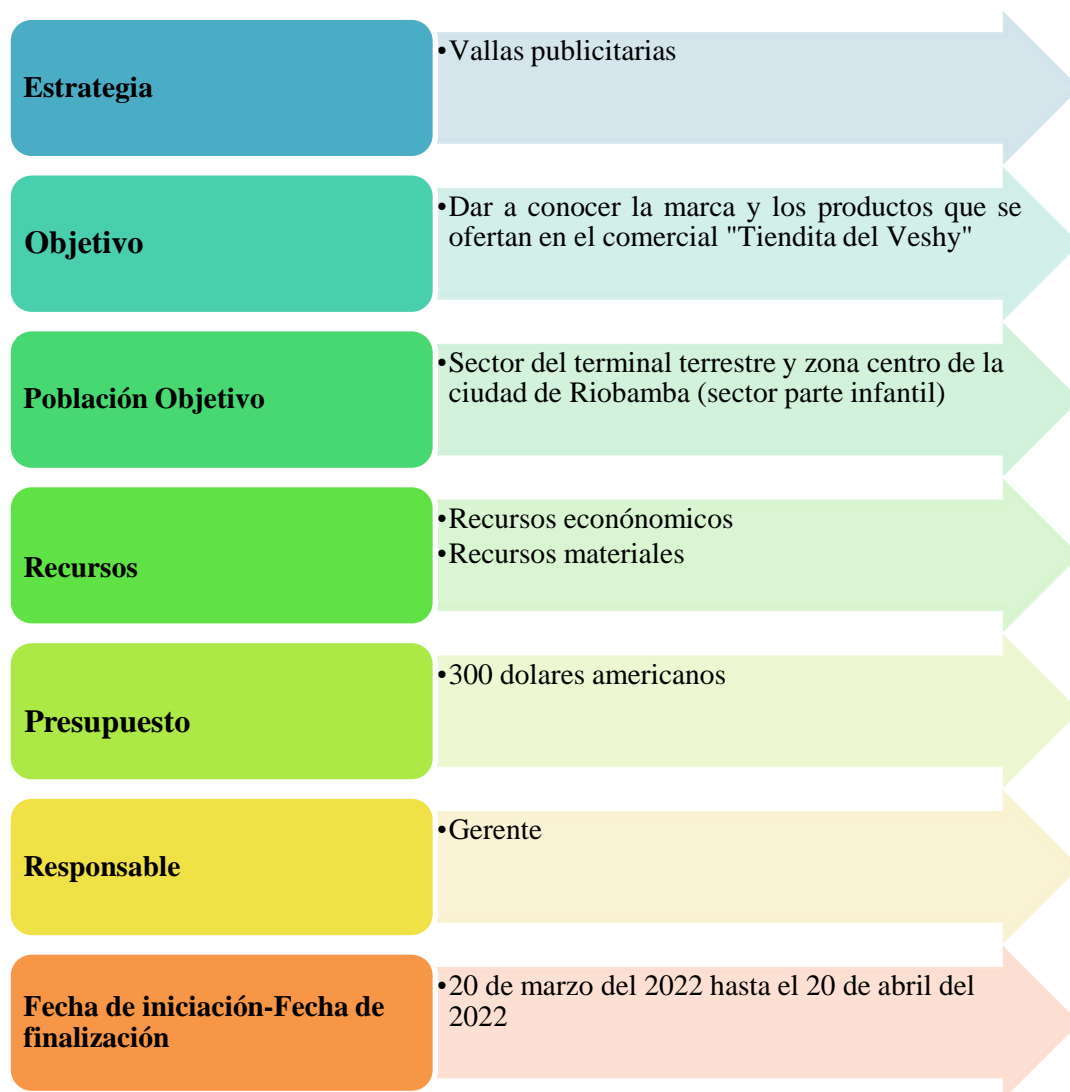 Estrategia
•Vallas publicitarias
Objetivo
•Dar a conocer la marca y los productos que se
ofertan en el comercial "Tiendita del Veshy"
Población Objetivo
•Sector del terminal terrestre y zona centro de la
ciudad de Riobamba (sector parte infantil)
Recursos
•Recursos econónomicos
•Recursos materiales
Presupuesto
•300 dolares americanos
Responsable
•Gerente
Fecha de iniciación-Fecha de
finalización
•20 de marzo del 2022 hasta el 20 de abril del
2022